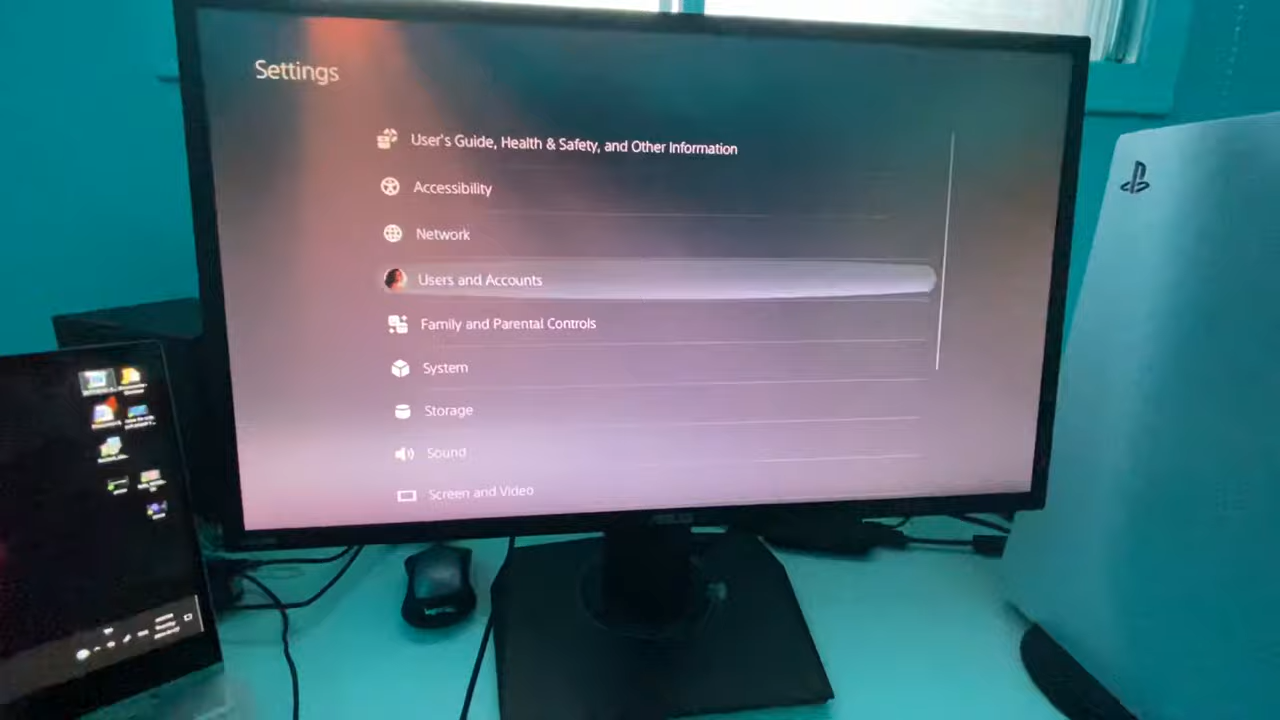 Settings
User's Guide, Health & Safety, and Other Information
Accessibility
Network
Users and Accounts
Family and Parental Controls
System
Storage
Sound
Screen and Video